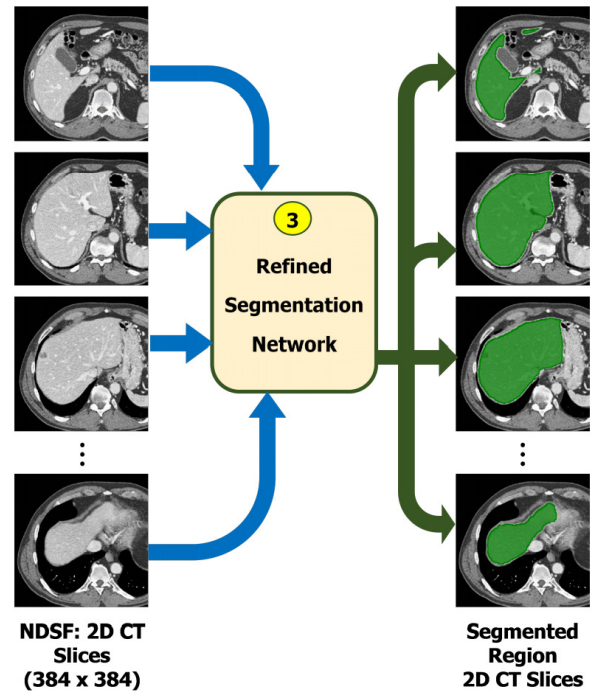 3
Refined
Segmentation
Network
NDSF: 2D CT
Slices
(384 x 384)
Segmented
Region
2D CT Slices